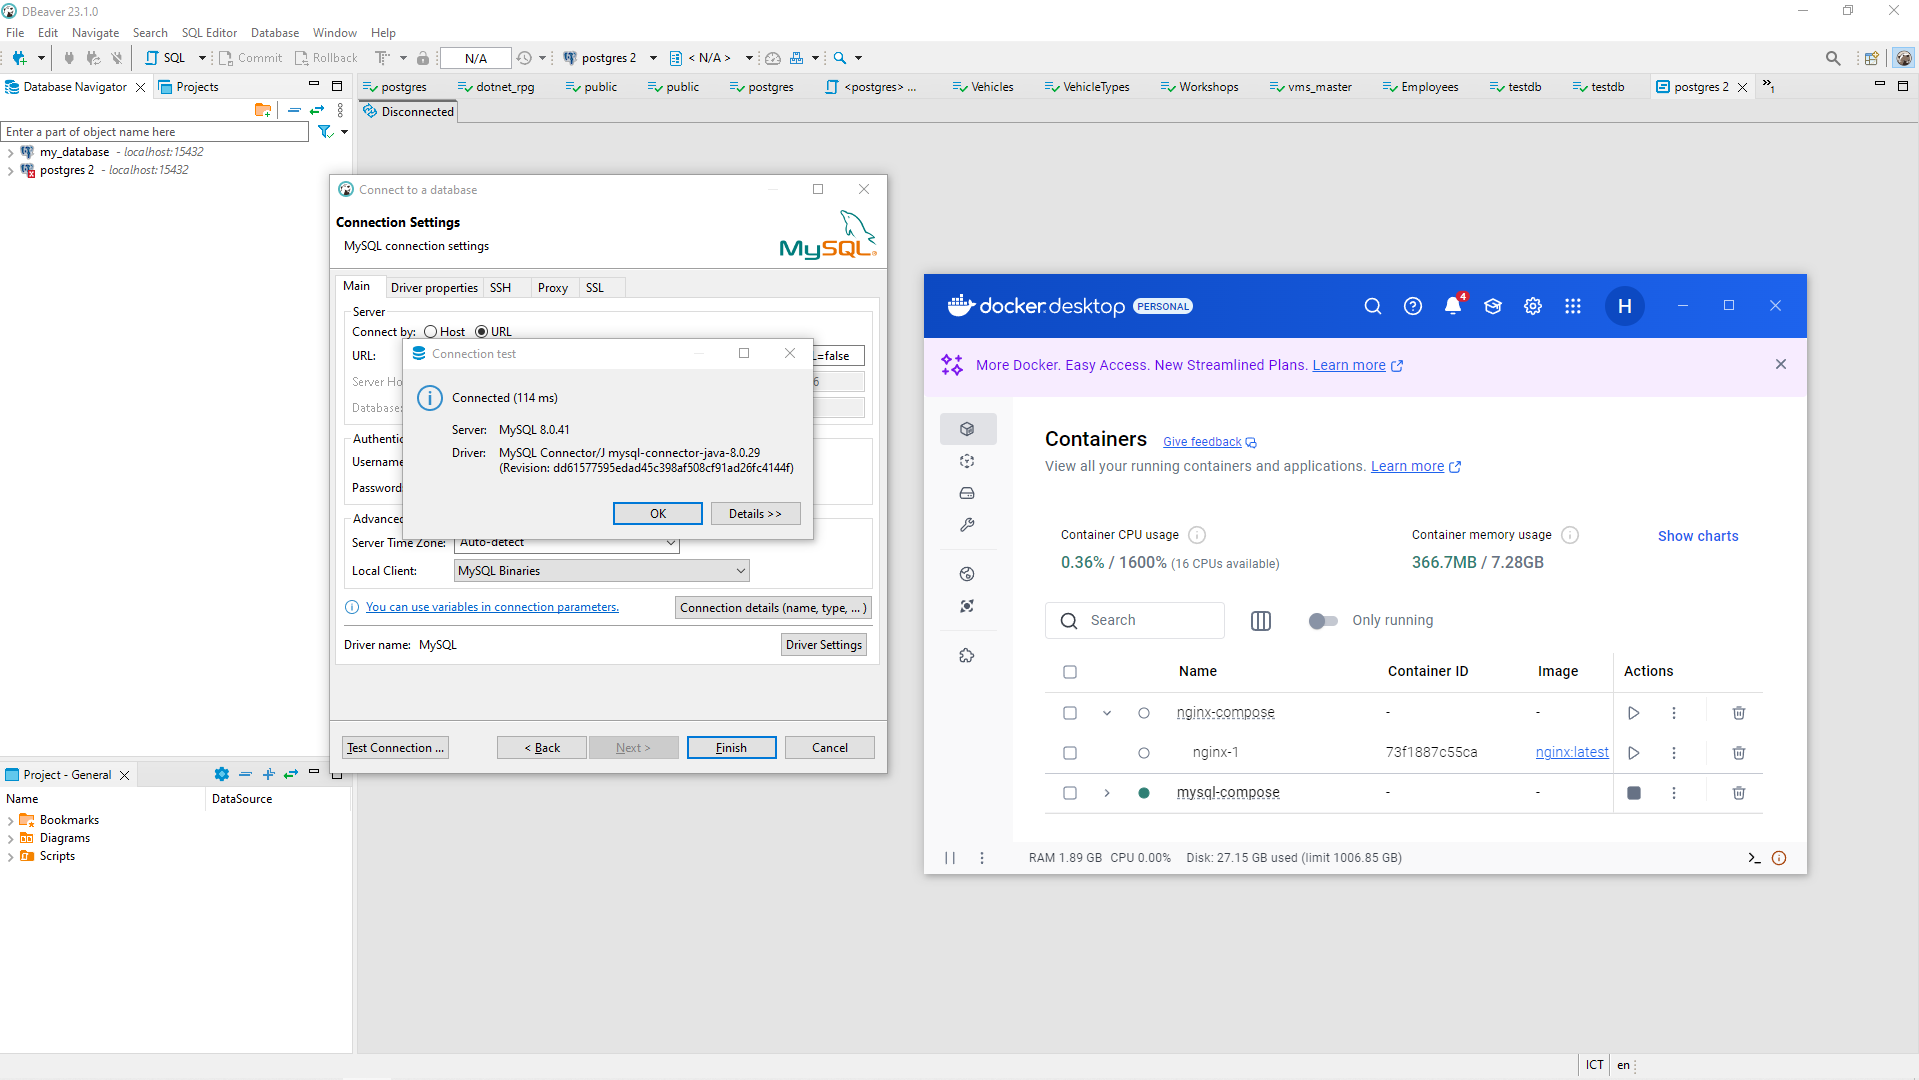 DBeaver 23.1.0
File Edit Navigate Search SQL Editor Database Window Help
SQL Commit Rollback N/A postgres 2 < N/A >
Database Navigator Projects
postgres dotnet_rpg public public postgres <postgres> ... Vehicles VehicleTypes Workshops vms_master Employees testdb testdb postgres 2 »1
Disconnected
Enter a part of object name here
my_database - localhost:15432
postgres 2 - localhost:15432
Connect to a database
Connection Settings
MySQL connection settings
MySQL
Main Driver properties SSH Proxy SSL
Server
Connect by: Host URL
URL: L=false
Server Ho 6
Database:
Authentic
Username
Password
Advanced
Server Time Zone: Auto-detect
Local Client: MySQL Binaries
You can use variables in connection parameters.
Connection details (name, type, ... )
Driver name: MySQL
Driver Settings
Test Connection ... < Back Next > Finish Cancel
Connection test
Connected (114 ms)
Server: MySQL 8.0.41
Driver: MySQL Connector/J mysql-connector-java-8.0.29
(Revision: dd61577595edad45c398af508cf91ad26fc4144f)
OK Details >>
docker.desktop PERSONAL 4 H
More Docker. Easy Access. New Streamlined Plans. Learn more
Containers Give feedback
View all your running containers and applications. Learn more
Container CPU usage
0.36% / 1600% (16 CPUs available)
Container memory usage
366.7MB / 7.28GB
Show charts
Search Only running
Name Container ID Image Actions
nginx-compose - -
nginx-1 73f1887c55ca nginx:latest
mysql-compose - -
RAM 1.89 GB CPU 0.00% Disk: 27.15 GB used (limit 1006.85 GB)
Project - General
Name DataSource
Bookmarks
Diagrams
Scripts
ICT en